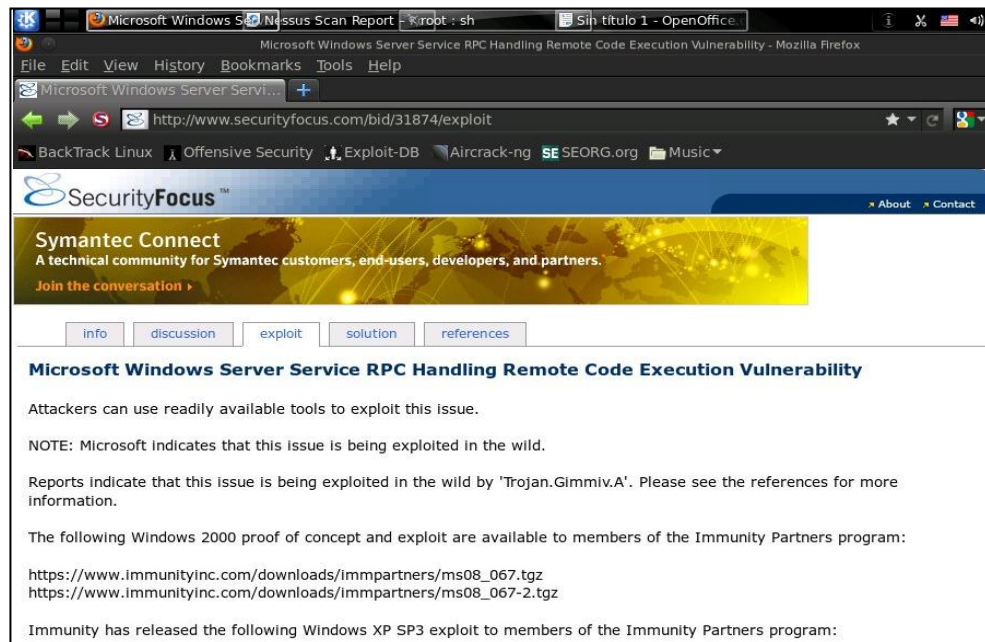 Microsoft Windows Se Nessus Scan Report - root : sh Sin título 1 - OpenOffice.
Microsoft Windows Server Service RPC Handling Remote Code Execution Vulnerability - Mozilla Firefox
File Edit View History Bookmarks Tools Help
Microsoft Windows Server Servi... +
http://www.securityfocus.com/bid/31874/exploit
BackTrack Linux Offensive Security Exploit-DB Aircrack-ng SE SEORG.org Music
SecurityFocus™
About Contact
Symantec Connect
A technical community for Symantec customers, end-users, developers, and partners.
Join the conversation
info discussion exploit solution references
Microsoft Windows Server Service RPC Handling Remote Code Execution Vulnerability
Attackers can use readily available tools to exploit this issue.
NOTE: Microsoft indicates that this issue is being exploited in the wild.
Reports indicate that this issue is being exploited in the wild by 'Trojan.Gimmiv.A'. Please see the references for more
information.
The following Windows 2000 proof of concept and exploit are available to members of the Immunity Partners program:
https://www.immunityinc.com/downloads/immpartners/ms08_067.tgz
https://www.immunityinc.com/downloads/immpartners/ms08_067-2.tgz
Immunity has released the following Windows XP SP3 exploit to members of the Immunity Partners program: